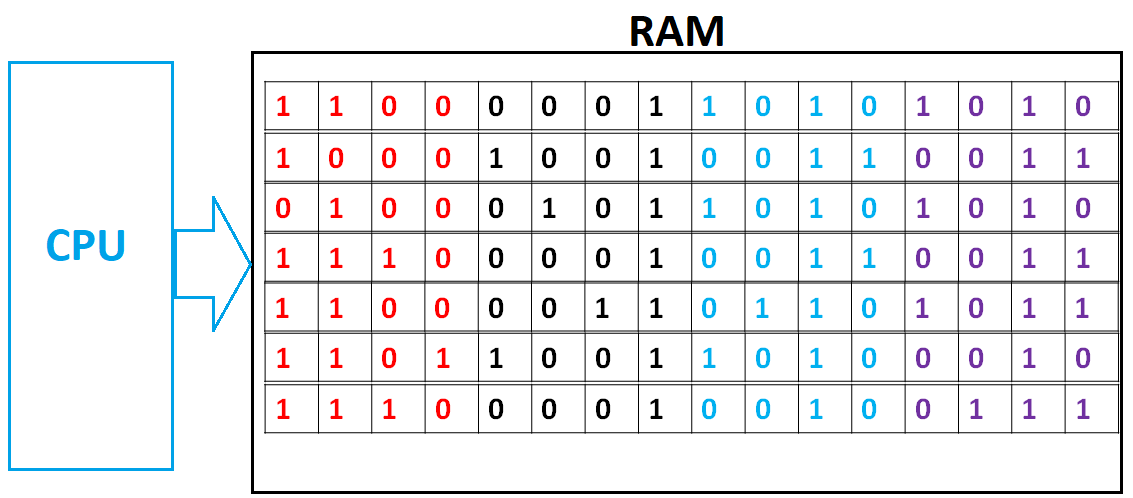 RAM
1 1 0 0 0 0 0 1 1 0 1 0 1 0 1 0
1 0 0 0 1 0 0 1 0 0 1 1 0 0 1 1
0 1 0 0 0 1 0 1 1 0 1 0 1 0 1 0
CPU
1 1 1 0 0 0 0 1 0 0 1 1 0 0 1 1
1 1 0 0 0 0 1 1 0 1 1 0 1 0 1 1
1 1 0 1 1 0 0 1 1 0 1 0 0 0 1 0
1 1 1 0 0 0 0 1 0 0 1 0 0 1 1 1